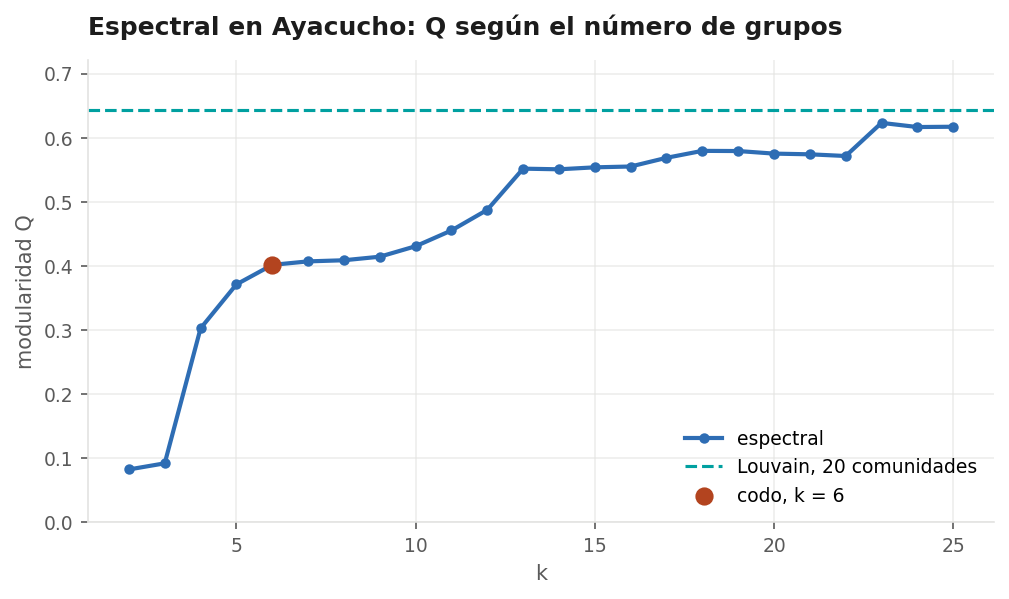 Espectral en Ayacucho: Q según el número de grupos
modularidad Q
0.7
0.6
0.5
0.4
0.3
0.2
0.1
0.0
espectral
Louvain, 20 comunidades
codo, k = 6
5
10
15
20
25
k